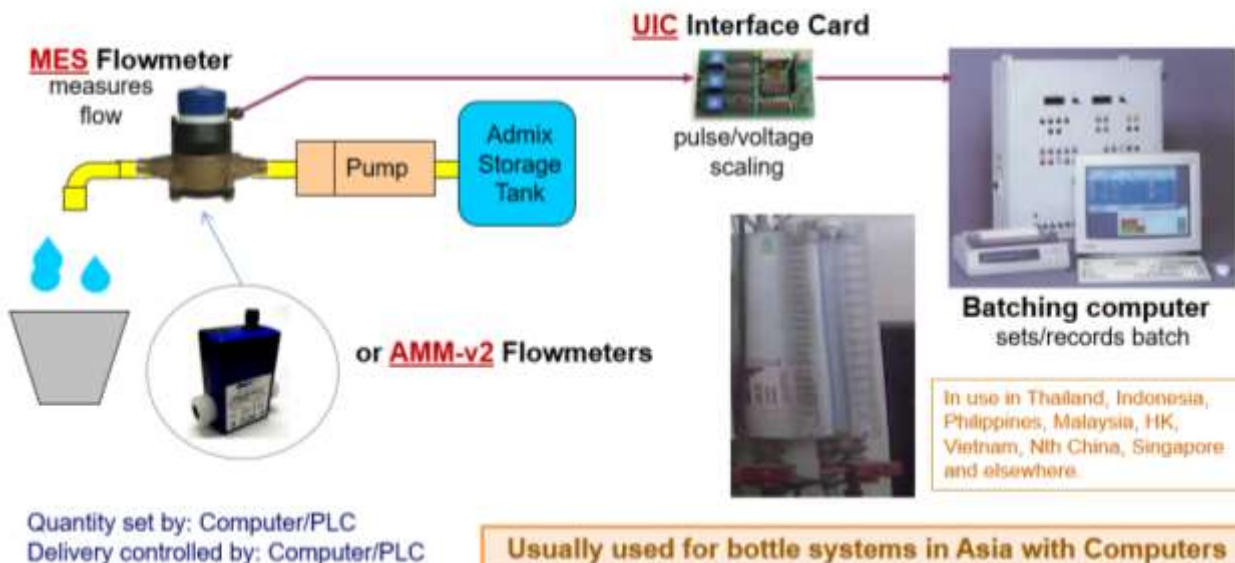 UIC Interface Card
MES Flowmeter
measures
flow
pulse/voltage
scaling
Pump
Admix
Storage
Tank
Batching computer
sets/records batch
or AMM-v2 Flowmeters
In use in Thailand, Indonesia,
Philippines, Malaysia, HK,
Vietnam, Nth China, Singapore
and elsewhere.
Quantity set by: Computer/PLC
Delivery controlled by: Computer/PLC
Usually used for bottle systems in Asia with Computers